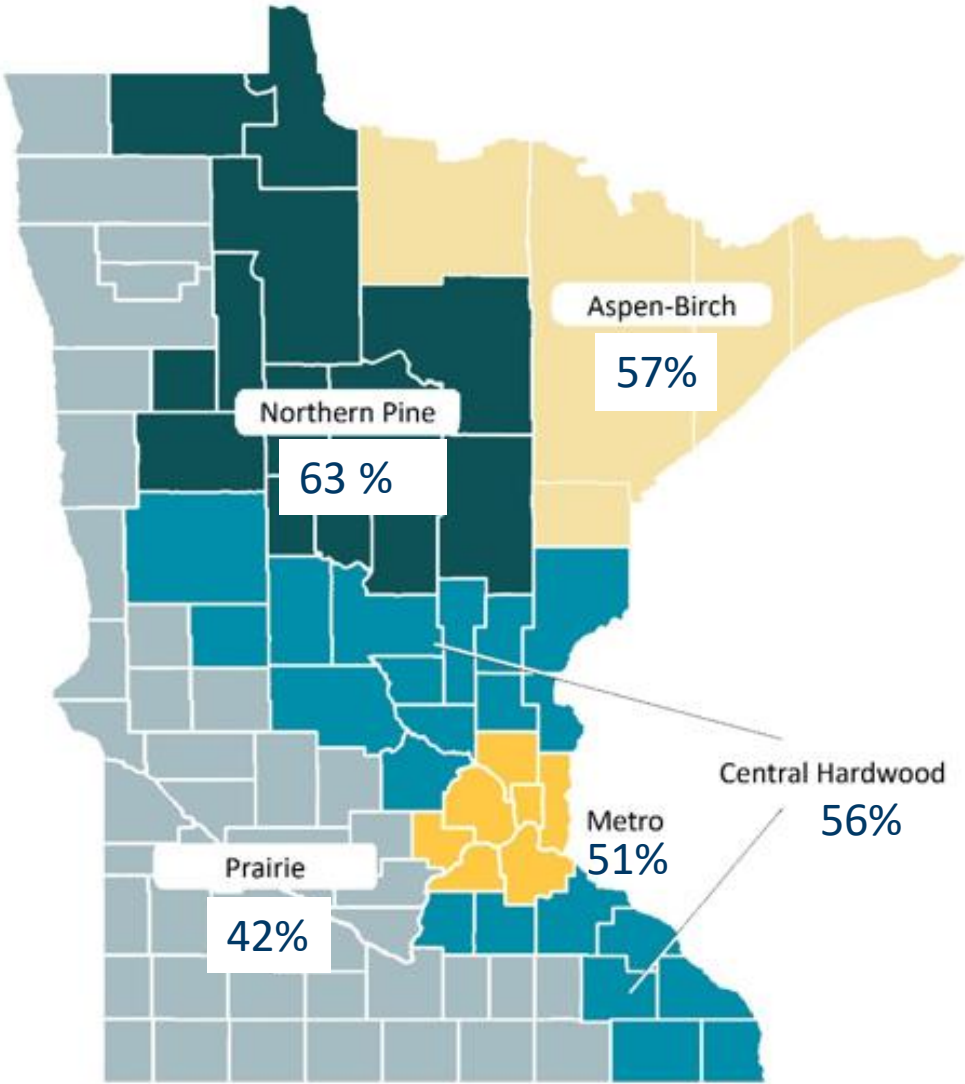 Aspen-Birch
57%
Northern Pine
63 %
Central Hardwood
56%
Metro
51%
Prairie
42%